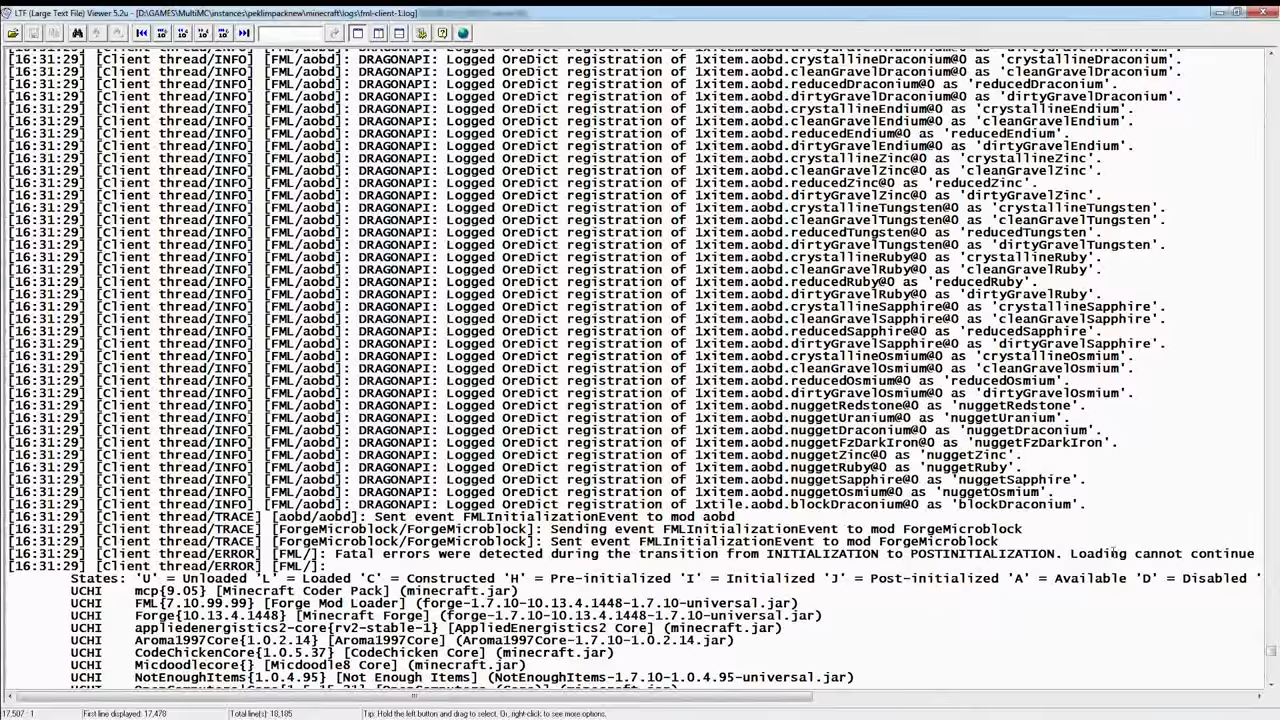 LTF (Large Text File) Viewer 5.2u - [D:\GAMES\MultiMC\instances\peklimpacknew\minecraft\logs\fml-client-1.log]
[16:31:29] [Client thread/INFO] [FML/aobd]: DRAGONAPI: Logged OreDict registration of 1xitem.aobd.crystallineDraconium@0 as 'crystallineDraconium'.
[16:31:29] [Client thread/INFO] [FML/aobd]: DRAGONAPI: Logged OreDict registration of 1xitem.aobd.cleanGravelDraconium@0 as 'cleanGravelDraconium'.
[16:31:29] [Client thread/INFO] [FML/aobd]: DRAGONAPI: Logged OreDict registration of 1xitem.aobd.reducedDraconium@0 as 'reducedDraconium'.
[16:31:29] [Client thread/INFO] [FML/aobd]: DRAGONAPI: Logged OreDict registration of 1xitem.aobd.dirtyGravelDraconium@0 as 'dirtyGravelDraconium'.
[16:31:29] [Client thread/INFO] [FML/aobd]: DRAGONAPI: Logged OreDict registration of 1xitem.aobd.crystallineEndium@0 as 'crystallineEndium'.
[16:31:29] [Client thread/INFO] [FML/aobd]: DRAGONAPI: Logged OreDict registration of 1xitem.aobd.cleanGravelEndium@0 as 'cleanGravelEndium'.
[16:31:29] [Client thread/INFO] [FML/aobd]: DRAGONAPI: Logged OreDict registration of 1xitem.aobd.reducedEndium@0 as 'reducedEndium'.
[16:31:29] [Client thread/INFO] [FML/aobd]: DRAGONAPI: Logged OreDict registration of 1xitem.aobd.dirtyGravelEndium@0 as 'dirtyGravelEndium'.
[16:31:29] [Client thread/INFO] [FML/aobd]: DRAGONAPI: Logged OreDict registration of 1xitem.aobd.crystallineZinc@0 as 'crystallineZinc'.
[16:31:29] [Client thread/INFO] [FML/aobd]: DRAGONAPI: Logged OreDict registration of 1xitem.aobd.cleanGravelZinc@0 as 'cleanGravelZinc'.
[16:31:29] [Client thread/INFO] [FML/aobd]: DRAGONAPI: Logged OreDict registration of 1xitem.aobd.reducedZinc@0 as 'reducedZinc'.
[16:31:29] [Client thread/INFO] [FML/aobd]: DRAGONAPI: Logged OreDict registration of 1xitem.aobd.dirtyGravelZinc@0 as 'dirtyGravelZinc'.
[16:31:29] [Client thread/INFO] [FML/aobd]: DRAGONAPI: Logged OreDict registration of 1xitem.aobd.crystallineTungsten@0 as 'crystallineTungsten'.
[16:31:29] [Client thread/INFO] [FML/aobd]: DRAGONAPI: Logged OreDict registration of 1xitem.aobd.cleanGravelTungsten@0 as 'cleanGravelTungsten'.
[16:31:29] [Client thread/INFO] [FML/aobd]: DRAGONAPI: Logged OreDict registration of 1xitem.aobd.reducedTungsten@0 as 'reducedTungsten'.
[16:31:29] [Client thread/INFO] [FML/aobd]: DRAGONAPI: Logged OreDict registration of 1xitem.aobd.dirtyGravelTungsten@0 as 'dirtyGravelTungsten'.
[16:31:29] [Client thread/INFO] [FML/aobd]: DRAGONAPI: Logged OreDict registration of 1xitem.aobd.crystallineRuby@0 as 'crystallineRuby'.
[16:31:29] [Client thread/INFO] [FML/aobd]: DRAGONAPI: Logged OreDict registration of 1xitem.aobd.cleanGravelRuby@0 as 'cleanGravelRuby'.
[16:31:29] [Client thread/INFO] [FML/aobd]: DRAGONAPI: Logged OreDict registration of 1xitem.aobd.reducedRuby@0 as 'reducedRuby'.
[16:31:29] [Client thread/INFO] [FML/aobd]: DRAGONAPI: Logged OreDict registration of 1xitem.aobd.dirtyGravelRuby@0 as 'dirtyGravelRuby'.
[16:31:29] [Client thread/INFO] [FML/aobd]: DRAGONAPI: Logged OreDict registration of 1xitem.aobd.crystallineSapphire@0 as 'crystallineSapphire'.
[16:31:29] [Client thread/INFO] [FML/aobd]: DRAGONAPI: Logged OreDict registration of 1xitem.aobd.cleanGravelSapphire@0 as 'cleanGravelSapphire'.
[16:31:29] [Client thread/INFO] [FML/aobd]: DRAGONAPI: Logged OreDict registration of 1xitem.aobd.reducedSapphire@0 as 'reducedSapphire'.
[16:31:29] [Client thread/INFO] [FML/aobd]: DRAGONAPI: Logged OreDict registration of 1xitem.aobd.dirtyGravelSapphire@0 as 'dirtyGravelSapphire'.
[16:31:29] [Client thread/INFO] [FML/aobd]: DRAGONAPI: Logged OreDict registration of 1xitem.aobd.crystallineOsmium@0 as 'crystallineOsmium'.
[16:31:29] [Client thread/INFO] [FML/aobd]: DRAGONAPI: Logged OreDict registration of 1xitem.aobd.cleanGravelOsmium@0 as 'cleanGravelOsmium'.
[16:31:29] [Client thread/INFO] [FML/aobd]: DRAGONAPI: Logged OreDict registration of 1xitem.aobd.reducedOsmium@0 as 'reducedOsmium'.
[16:31:29] [Client thread/INFO] [FML/aobd]: DRAGONAPI: Logged OreDict registration of 1xitem.aobd.dirtyGravelOsmium@0 as 'dirtyGravelOsmium'.
[16:31:29] [Client thread/INFO] [FML/aobd]: DRAGONAPI: Logged OreDict registration of 1xitem.aobd.nuggetRedstone@0 as 'nuggetRedstone'.
[16:31:29] [Client thread/INFO] [FML/aobd]: DRAGONAPI: Logged OreDict registration of 1xitem.aobd.nuggetUranium@0 as 'nuggetUranium'.
[16:31:29] [Client thread/INFO] [FML/aobd]: DRAGONAPI: Logged OreDict registration of 1xitem.aobd.nuggetDraconium@0 as 'nuggetDraconium'.
[16:31:29] [Client thread/INFO] [FML/aobd]: DRAGONAPI: Logged OreDict registration of 1xitem.aobd.nuggetFzDarkIron@0 as 'nuggetFzDarkIron'.
[16:31:29] [Client thread/INFO] [FML/aobd]: DRAGONAPI: Logged OreDict registration of 1xitem.aobd.nuggetZinc@0 as 'nuggetZinc'.
[16:31:29] [Client thread/INFO] [FML/aobd]: DRAGONAPI: Logged OreDict registration of 1xitem.aobd.nuggetRuby@0 as 'nuggetRuby'.
[16:31:29] [Client thread/INFO] [FML/aobd]: DRAGONAPI: Logged OreDict registration of 1xitem.aobd.nuggetSapphire@0 as 'nuggetSapphire'.
[16:31:29] [Client thread/INFO] [FML/aobd]: DRAGONAPI: Logged OreDict registration of 1xitem.aobd.nuggetOsmium@0 as 'nuggetOsmium'.
[16:31:29] [Client thread/INFO] [FML/aobd]: DRAGONAPI: Logged OreDict registration of 1xtile.aobd.blockDraconium@0 as 'blockDraconium'.
[16:31:29] [Client thread/TRACE] [aobd/aobd]: Sent event FMLInitializationEvent to mod aobd
[16:31:29] [Client thread/TRACE] [ForgeMicroblock/ForgeMicroblock]: Sending event FMLInitializationEvent to mod ForgeMicroblock
[16:31:29] [Client thread/TRACE] [ForgeMicroblock/ForgeMicroblock]: Sent event FMLInitializationEvent to mod ForgeMicroblock
[16:31:29] [Client thread/ERROR] [FML/]: Fatal errors were detected during the transition from INITIALIZATION to POSTINITIALIZATION. Loading cannot continue
[16:31:29] [Client thread/ERROR] [FML/]:
States: 'U' = Unloaded 'L' = Loaded 'C' = Constructed 'H' = Pre-initialized 'I' = Initialized 'J' = Post-initialized 'A' = Available 'D' = Disabled '
UCHI mcp{9.05} [Minecraft Coder Pack] (minecraft.jar)
UCHI FML{7.10.99.99} [Forge Mod Loader] (forge-1.7.10-10.13.4.1448-1.7.10-universal.jar)
UCHI Forge{10.13.4.1448} [Minecraft Forge] (forge-1.7.10-10.13.4.1448-1.7.10-universal.jar)
UCHI appliedenergistics2-core{rv2-stable-1} [AppliedEnergistics2 Core] (minecraft.jar)
UCHI Aroma1997Core{1.0.2.14} [Aroma1997Core] (Aroma1997Core-1.7.10-1.0.2.14.jar)
UCHI CodeChickenCore{1.0.5.37} [CodeChicken Core] (minecraft.jar)
UCHI Micdoodlecore{} [Micdoodle8 Core] (minecraft.jar)
UCHI NotEnoughItems{1.0.4.95} [Not Enough Items] (NotEnoughItems-1.7.10-1.0.4.95-universal.jar)
17,507 : 1 First line displayed: 17,478 Total line(s): 18,185 Tip: Hold the left button and drag to select. Or, right-click to see more options.